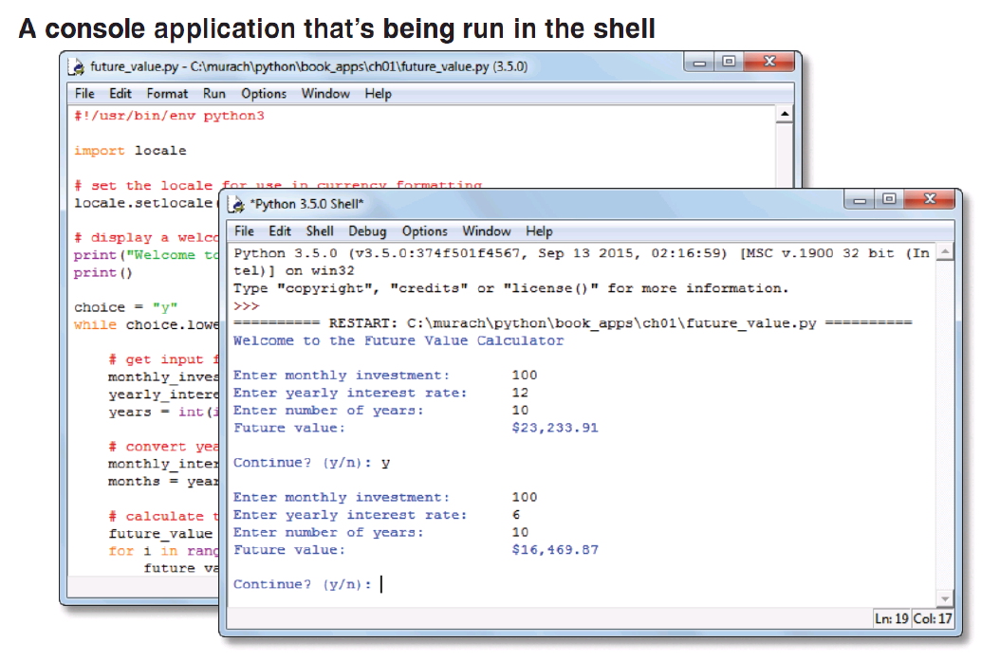 A console application that's being run in the shell
future_value.py - C:\murach\python\book_apps\ch01\future_value.py (3.5.0)
File Edit Format Run Options Window Help
#!/usr/bin/env python3
import locale
# set the locale for use in currency formatting
locale.setlocale(
# display a welco
print("Welcome to
print()
choice = "y"
while choice.lowe
# get input f
monthly_inves
yearly_intere
years = int(i
# convert yea
monthly_inter
months = year
# calculate t
future_value
for i in rang
future va
*Python 3.5.0 Shell*
File Edit Shell Debug Options Window Help
Python 3.5.0 (v3.5.0:374f501f4567, Sep 13 2015, 02:16:59) [MSC v.1900 32 bit (In
tel)] on win32
Type "copyright", "credits" or "license()" for more information.
>>>
========== RESTART: C:\murach\python\book_apps\ch01\future_value.py ==========
Welcome to the Future Value Calculator
Enter monthly investment: 100
Enter yearly interest rate: 12
Enter number of years: 10
Future value: $23,233.91
Continue? (y/n): y
Enter monthly investment: 100
Enter yearly interest rate: 6
Enter number of years: 10
Future value: $16,469.87
Continue? (y/n):
Ln: 19 Col: 17